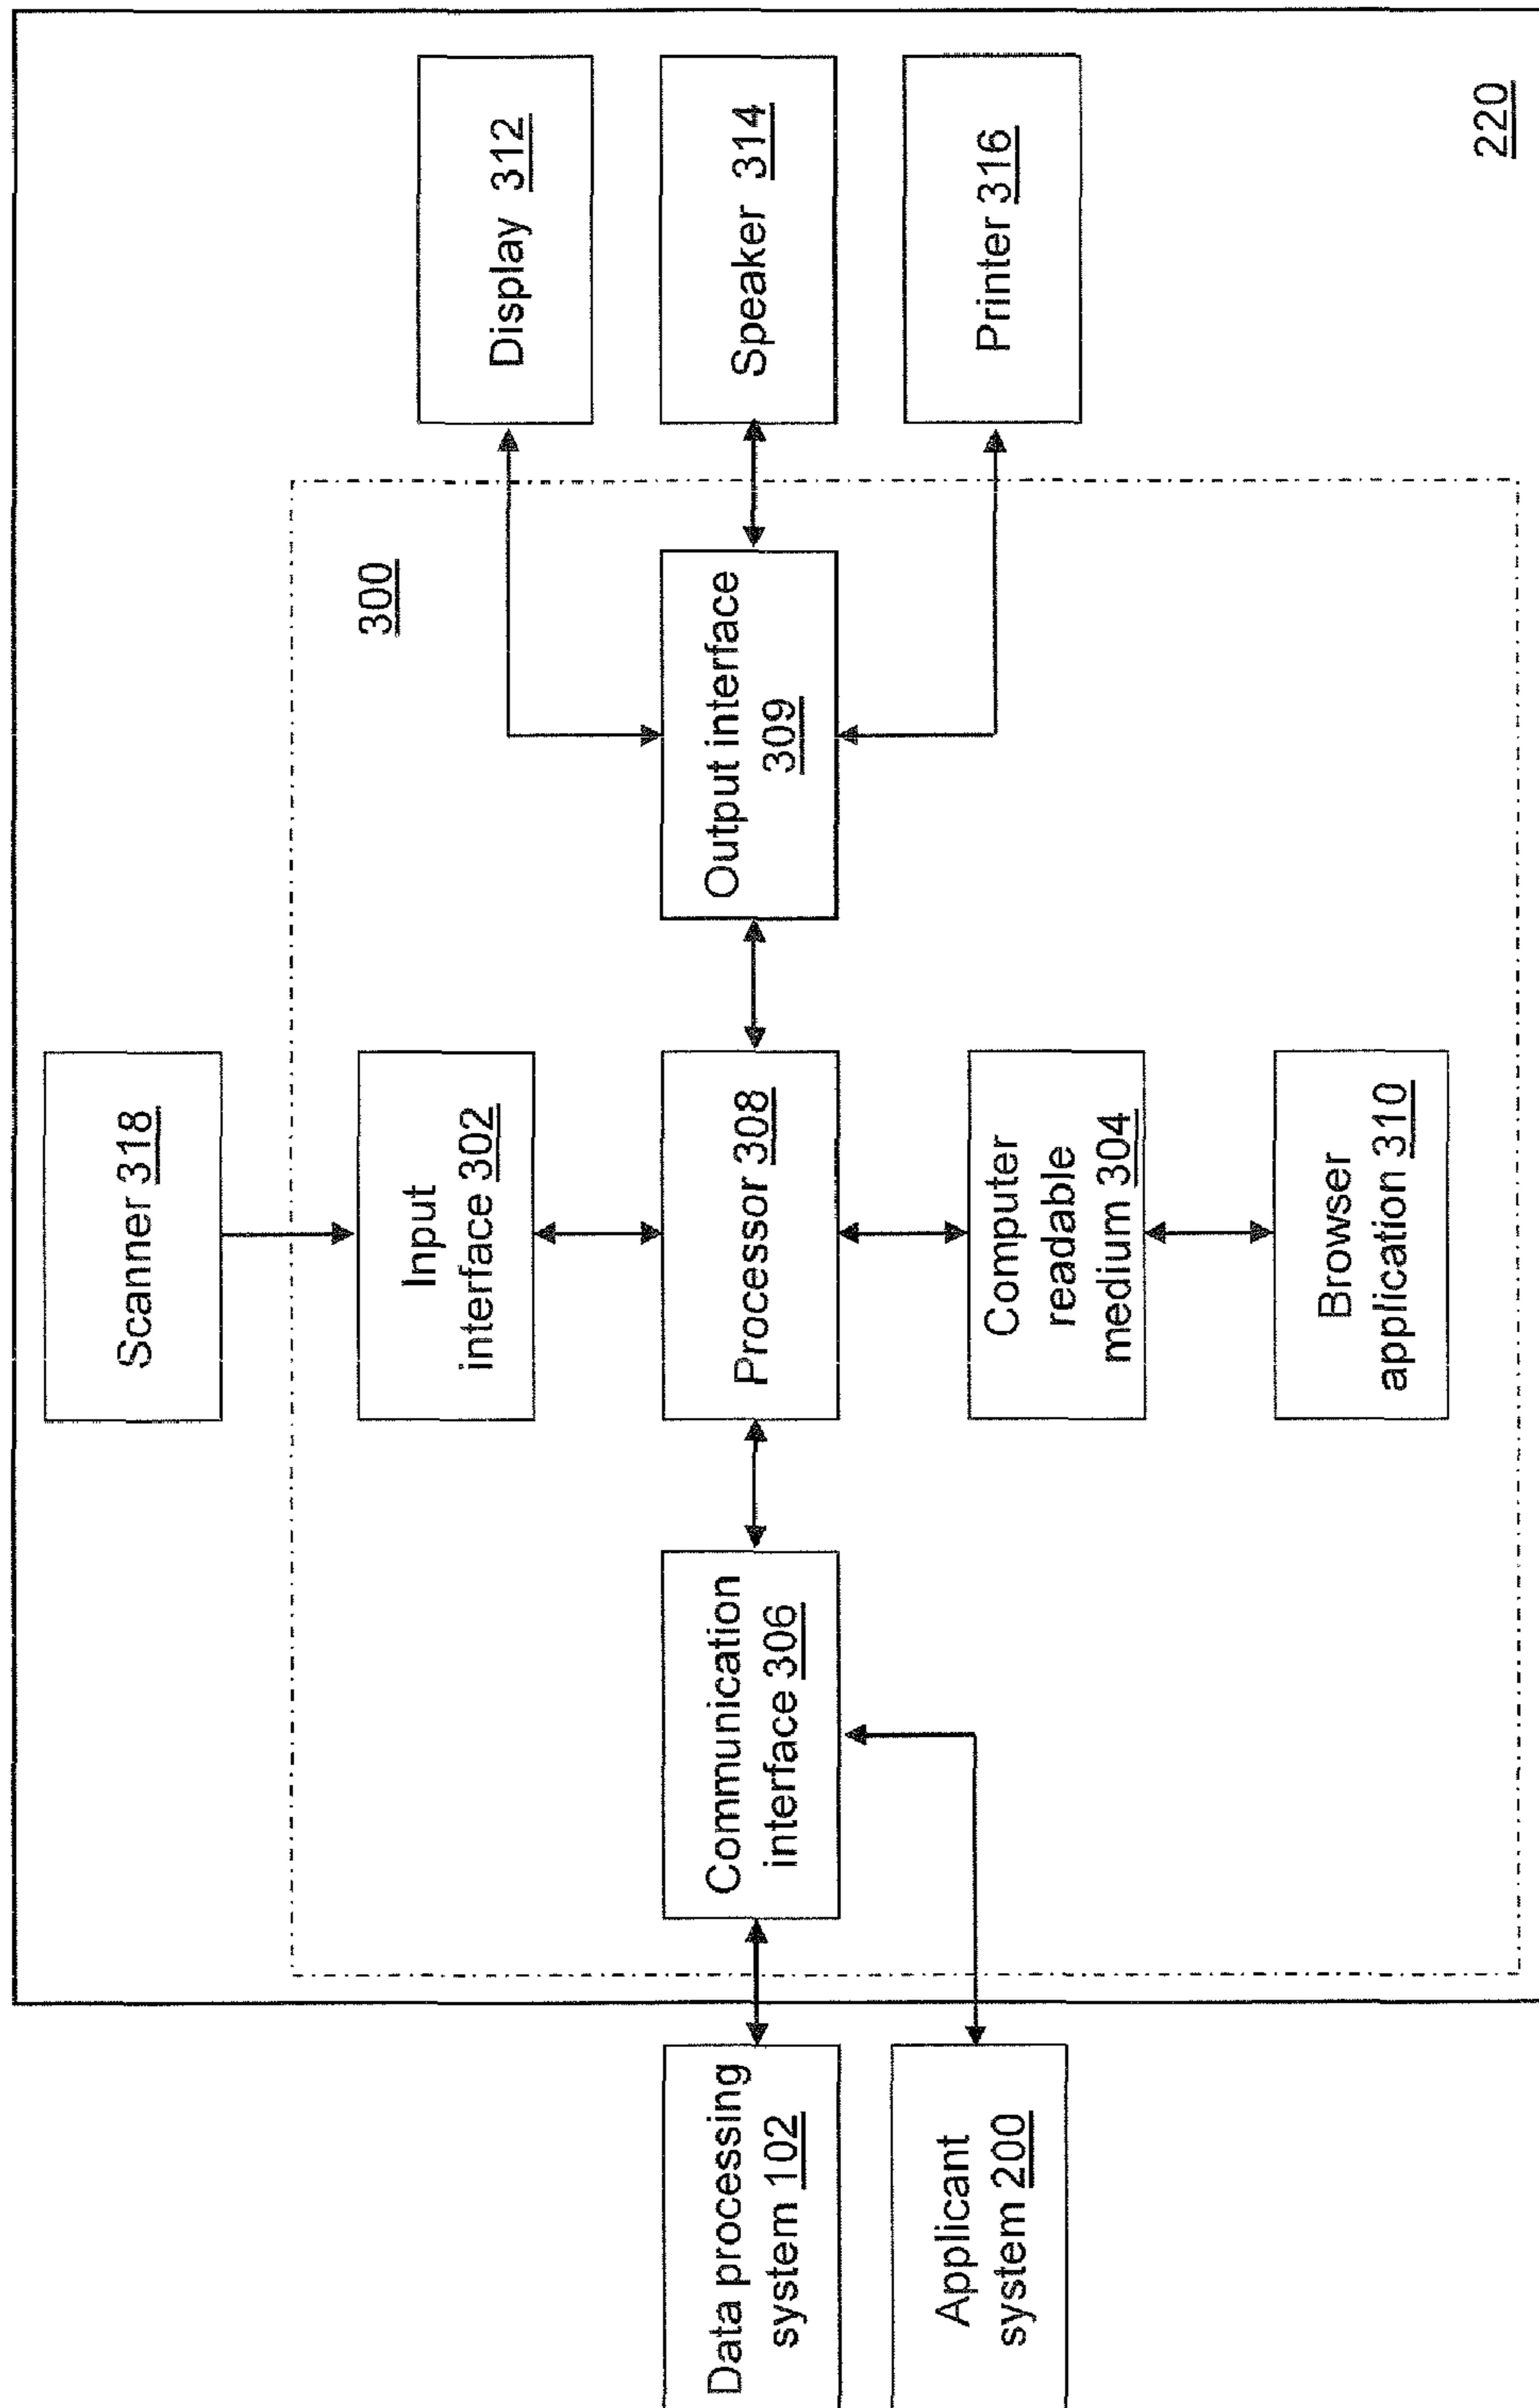 Scanner 318
Display 312
300
Input
interface 302
Data processing
system 102
Communication
interface 306
Processor 308
Output interface
309
Speaker 314
Applicant
system 200
Computer
readable
medium 304
Printer 316
Browser
application 310
220